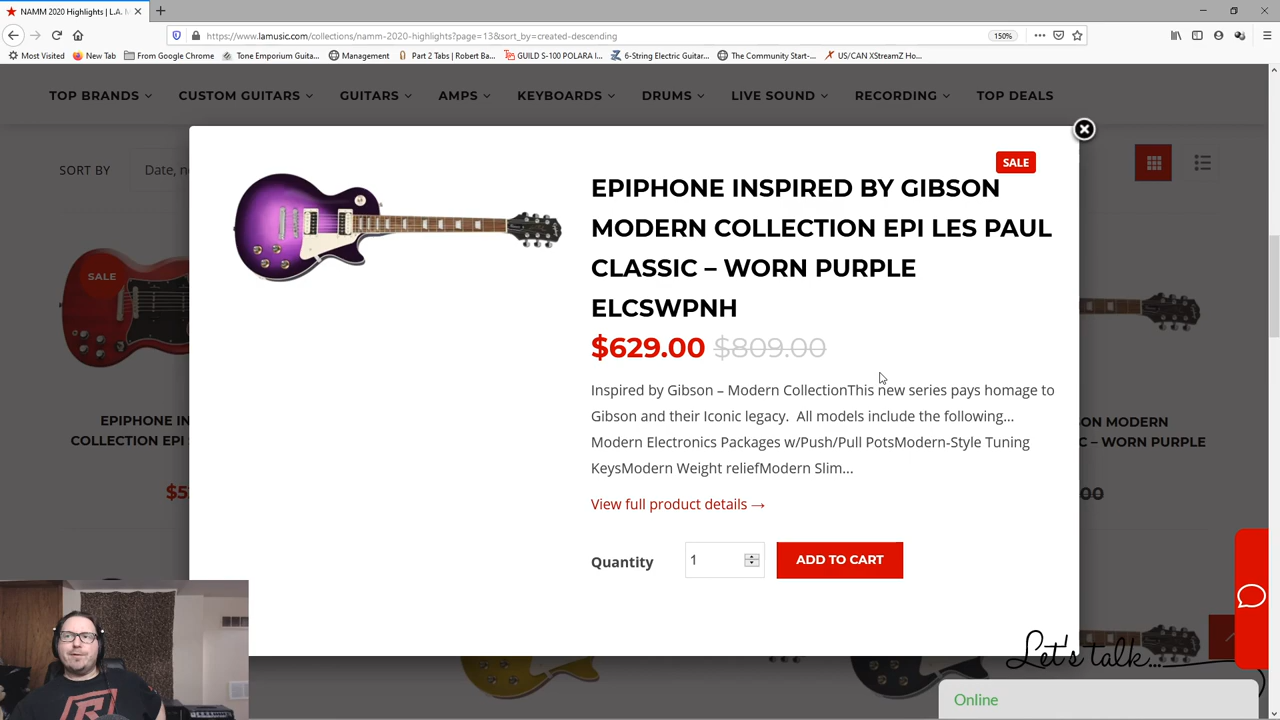 NAMM 2020 Highlights | L.A. M
https://www.lamusic.com/collections/namm-2020-highlights?page=13&sort_by=created-descending
150%
Most Visited New Tab From Google Chrome Tone Emporium Guita... Management Part 2 Tabs | Robert Ba... GUILD S-100 POLARA I... 6-String Electric Guitar... The Community Start-... US/CAN XStreamZ Ho...
TOP BRANDS CUSTOM GUITARS GUITARS AMPS KEYBOARDS DRUMS LIVE SOUND RECORDING TOP DEALS
SORT BY Date, n
SALE
SALE
EPIPHONE INSPIRED BY GIBSON
MODERN COLLECTION EPI LES PAUL
CLASSIC – WORN PURPLE
ELCSWPNH
$629.00 $809.00
Inspired by Gibson – Modern CollectionThis new series pays homage to
Gibson and their Iconic legacy.  All models include the following...
Modern Electronics Packages w/Push/Pull PotsModern-Style Tuning
KeysModern Weight reliefModern Slim...
View full product details →
Quantity 1 ADD TO CART
EPIPHONE IN
COLLECTION EPI
$5
ON MODERN
C – WORN PURPLE
00
Let's talk...
Online